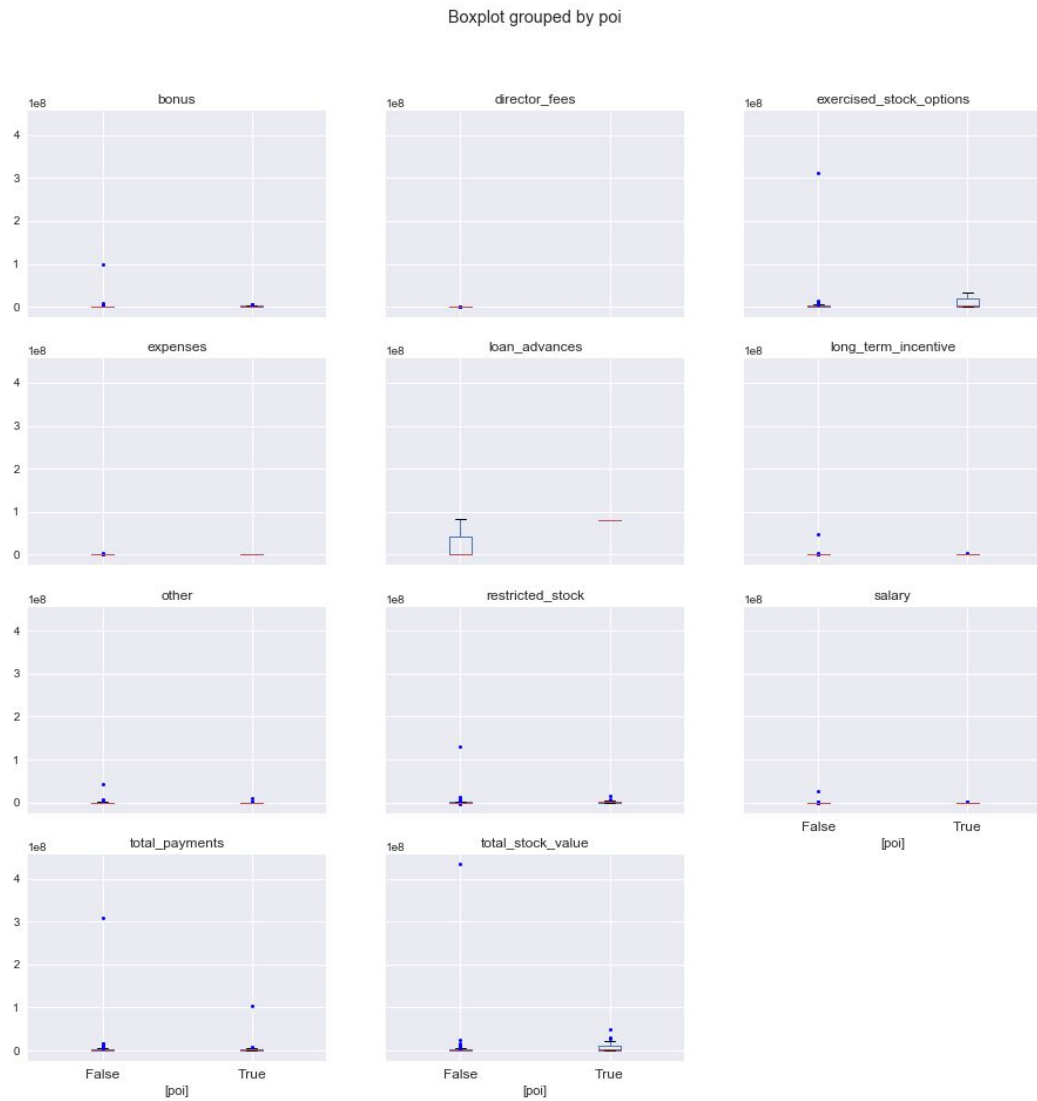 Boxplot grouped by poi
bonus
director_fees
exercised_stock_options
1e8
1e8
1e8
4
3
2
1
0
expenses
loan_advances
long_term_incentive
1e8
1e8
1e8
4
3
2
1
0
other
restricted_stock
salary
1e8
1e8
1e8
4
3
2
1
0
False
True
[poi]
total_payments
total_stock_value
1e8
1e8
4
3
2
1
0
False
True
False
True
[poi]
[poi]